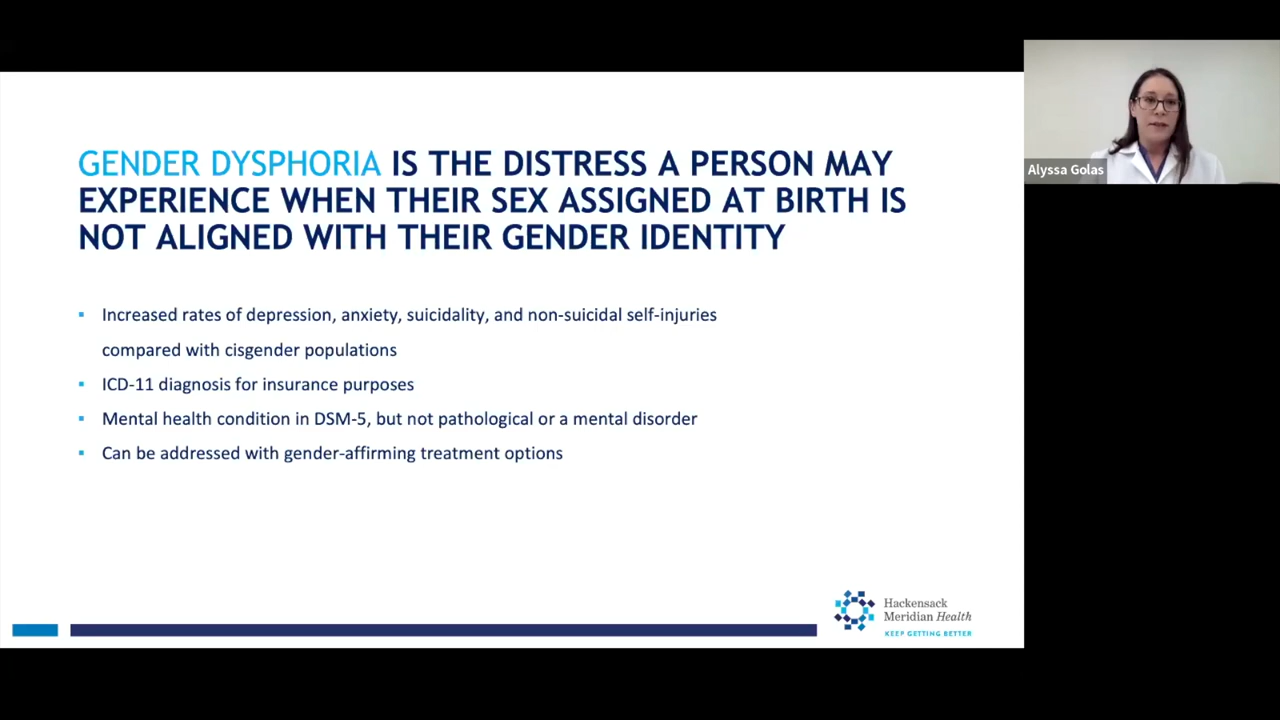 GENDER DYSPHORIA IS THE DISTRESS A PERSON MAY
EXPERIENCE WHEN THEIR SEX ASSIGNED AT BIRTH IS
NOT ALIGNED WITH THEIR GENDER IDENTITY
Alyssa Golas
▪ Increased rates of depression, anxiety, suicidality, and non-suicidal self-injuries
compared with cisgender populations
▪ ICD-11 diagnosis for insurance purposes
▪ Mental health condition in DSM-5, but not pathological or a mental disorder
▪ Can be addressed with gender-affirming treatment options
Hackensack
Meridian Health
KEEP GETTING BETTER